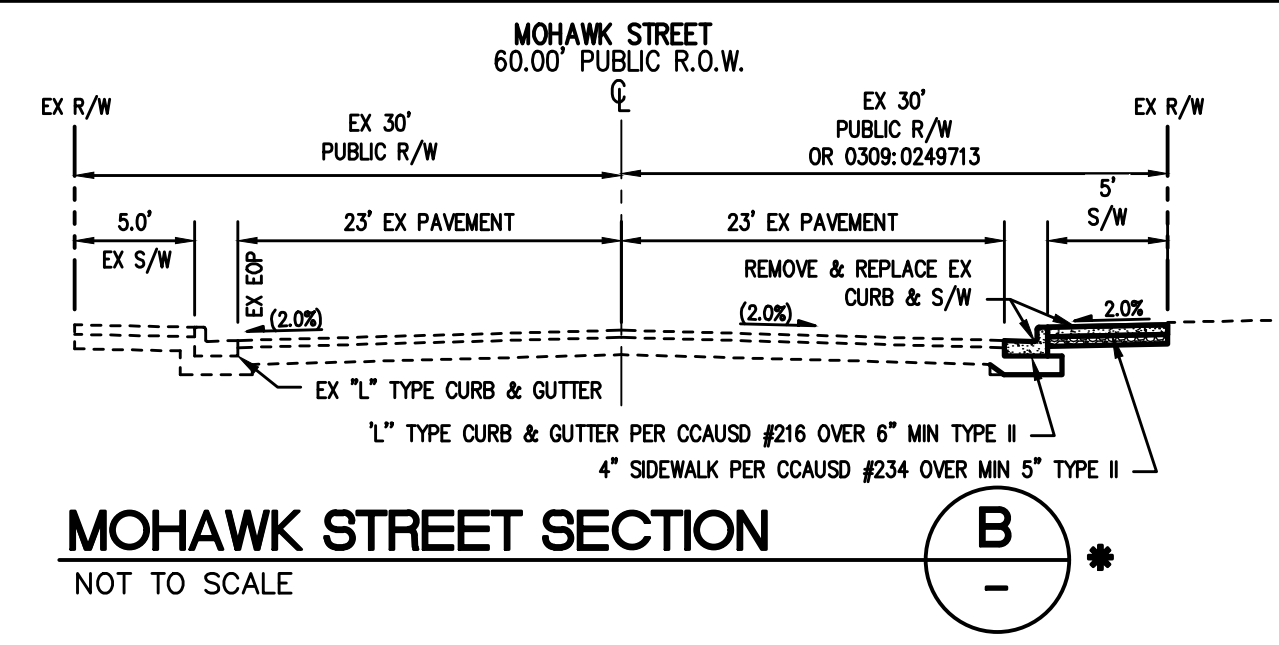 MOHAWK STREET
60.00' PUBLIC R.O.W.
℄
EX R/W
EX 30'
PUBLIC R/W
EX 30'
PUBLIC R/W
OR 0309:0249713
EX R/W
5.0'
EX S/W
EX EOP
23' EX PAVEMENT
23' EX PAVEMENT
5'
S/W
REMOVE & REPLACE EX
CURB & S/W
(2.0%)
(2.0%)
2.0%
EX "L" TYPE CURB & GUTTER
'L" TYPE CURB & GUTTER PER CCAUSD #216 OVER 6" MIN TYPE II
4" SIDEWALK PER CCAUSD #234 OVER MIN 5" TYPE II
MOHAWK STREET SECTION
NOT TO SCALE
B
-
*